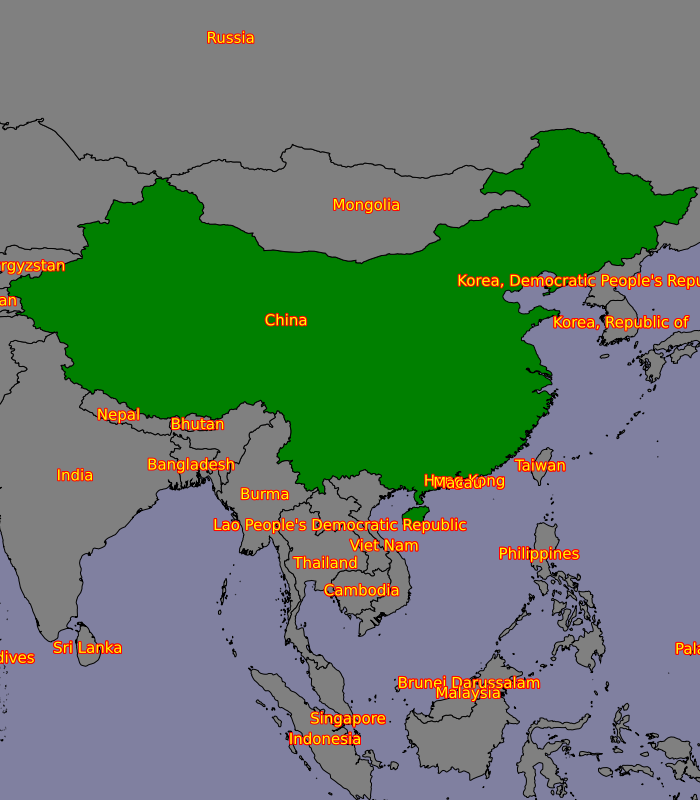 Russia
Mongolia
rgyzstan
Korea, Democratic People's Repu
an
China
Korea, Republic of
Nepal
Bhutan
Bangladesh
Taiwan
India
Hong Kong
Macau
Burma
Lao People's Democratic Republic
Viet Nam
Philippines
Thailand
Cambodia
Sri Lanka
Pala
dives
Brunei Darussalam
Malaysia
Singapore
Indonesia